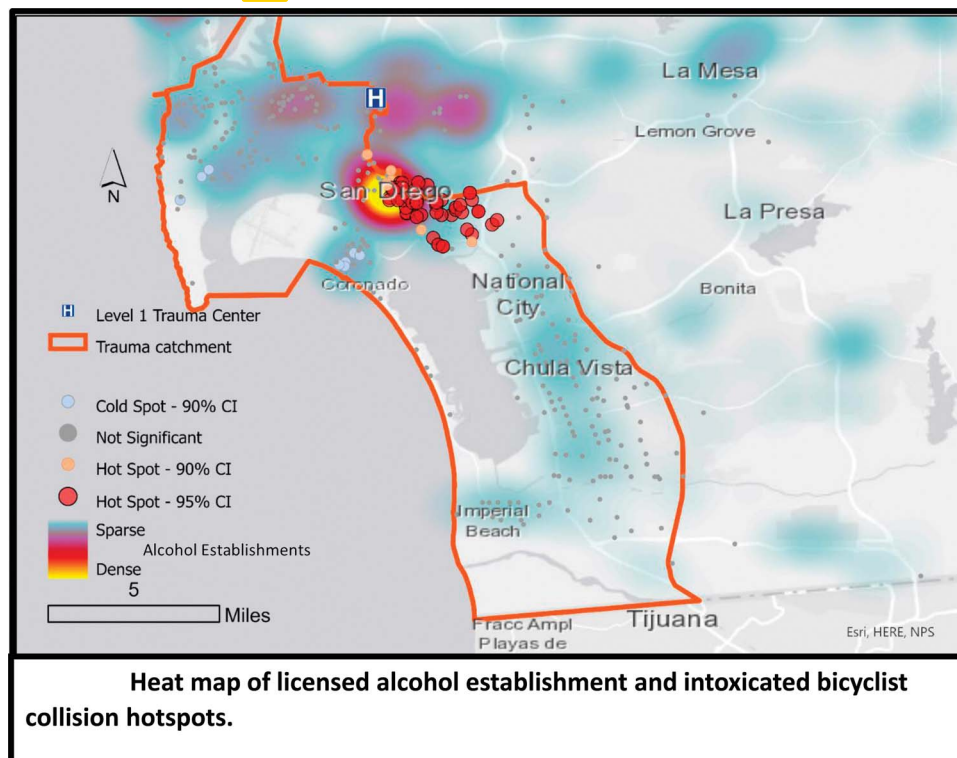 La Mesa
H
Lemon Grove
N
San Diego
La Presa
National
City
Coronado
Bonita
H Level 1 Trauma Center
Trauma catchment
Chula Vista
Cold Spot - 90% CI
Not Significant
Hot Spot - 90% CI
Hot Spot - 95% CI
Imperial
Beach
Sparse
Alcohol Establishments
Dense
5
Miles
Fracc Ampl
Playas de
Tijuana
Esri, HERE, NPS
Heat map of licensed alcohol establishment and intoxicated bicyclist
collision hotspots.